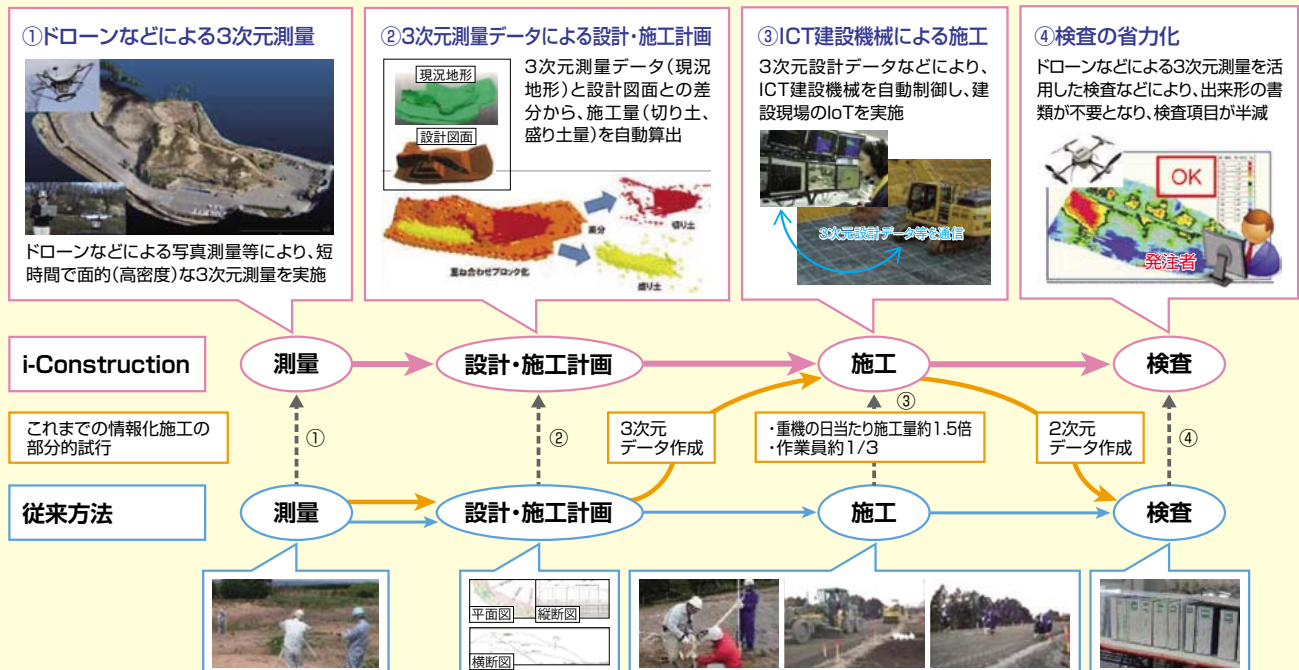 ①ドローンなどによる3次元測量
ドローンなどによる写真測量等により、短
時間で面的(高密度)な3次元測量を実施
②3次元測量データによる設計・施工計画
現況地形
設計図面
3次元測量データ(現況
地形)と設計図面との差
分から、施工量(切り土、
盛り土量)を自動算出
差分
切り土
重ね合わせブロック化
盛り土
③ICT建設機械による施工
3次元設計データなどにより、
ICT建設機械を自動制御し、建
設現場のIoTを実施
3次元設計データ等を通信
④検査の省力化
ドローンなどによる3次元測量を活
用した検査などにより、出来形の書
類が不要となり、検査項目が半減
OK
発注者
i-Construction
測量
設計・施工計画
施工
検査
これまでの情報化施工の
部分的試行
①
②
3次元
データ作成
③
・重機の日当たり施工量約1.5倍
・作業員約1/3
2次元
データ作成
④
従来方法
測量
設計・施工計画
施工
検査
平面図
縦断図
横断図